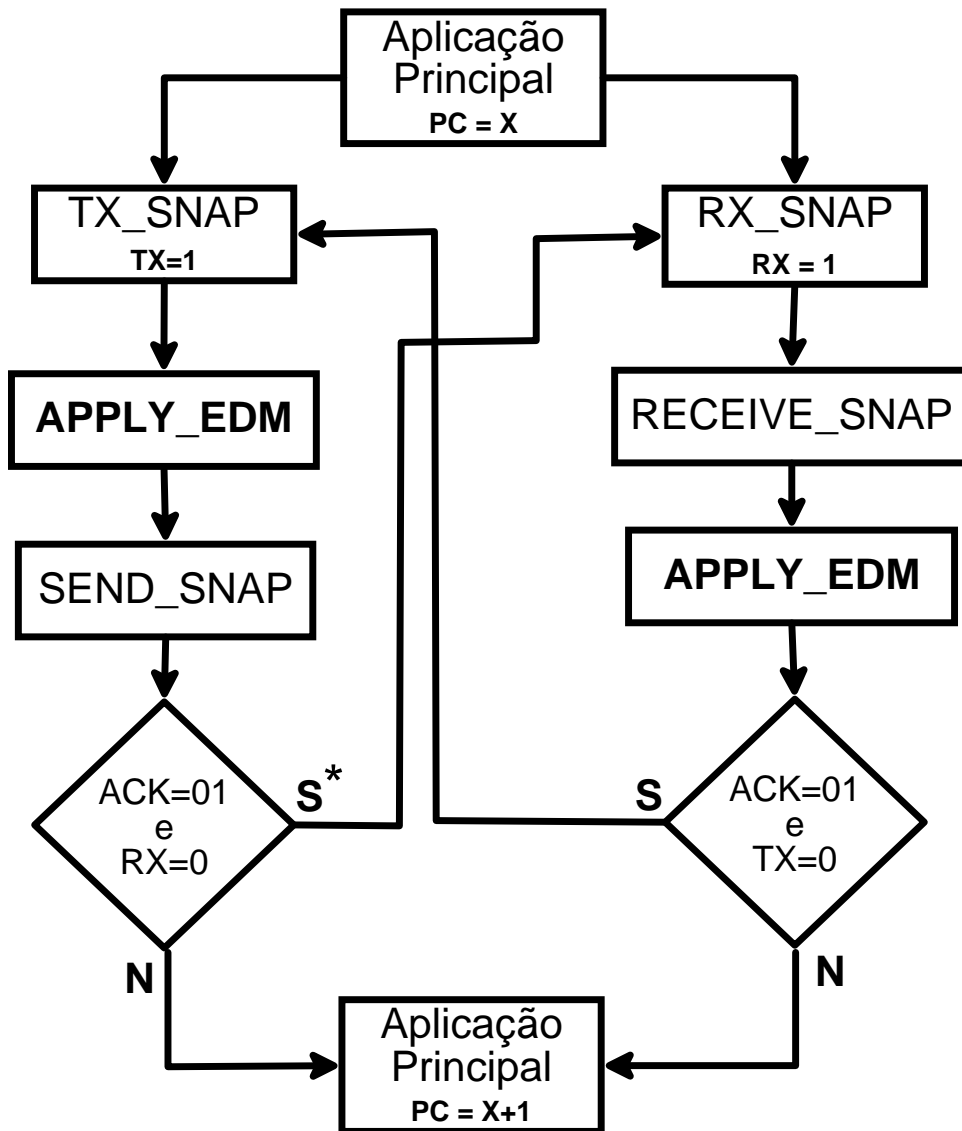 Aplicação
Principal
PC = X
TX_SNAP
TX=1
RX_SNAP
RX = 1
APPLY_EDM
RECEIVE_SNAP
SEND_SNAP
APPLY_EDM
ACK=01
e
RX=0
S*
S
ACK=01
e
TX=0
N
N
Aplicação
Principal
PC = X+1